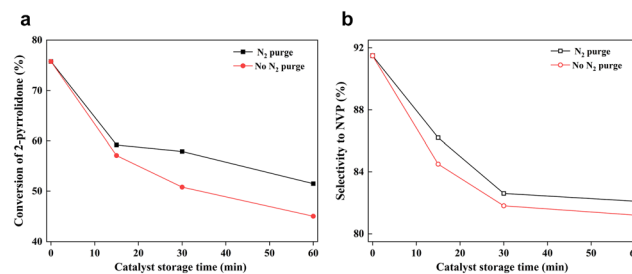 a
80
70
60
50
40
Conversion of 2-pyrrolidone (%)
N₂ purge
No N₂ purge
0 10 20 30 40 50 60
Catalyst storage time (min)
b
92
88
84
80
Selectivity to NVP (%)
N₂ purge
No N₂ purge
0 10 20 30 40 50 60
Catalyst storage time (min)